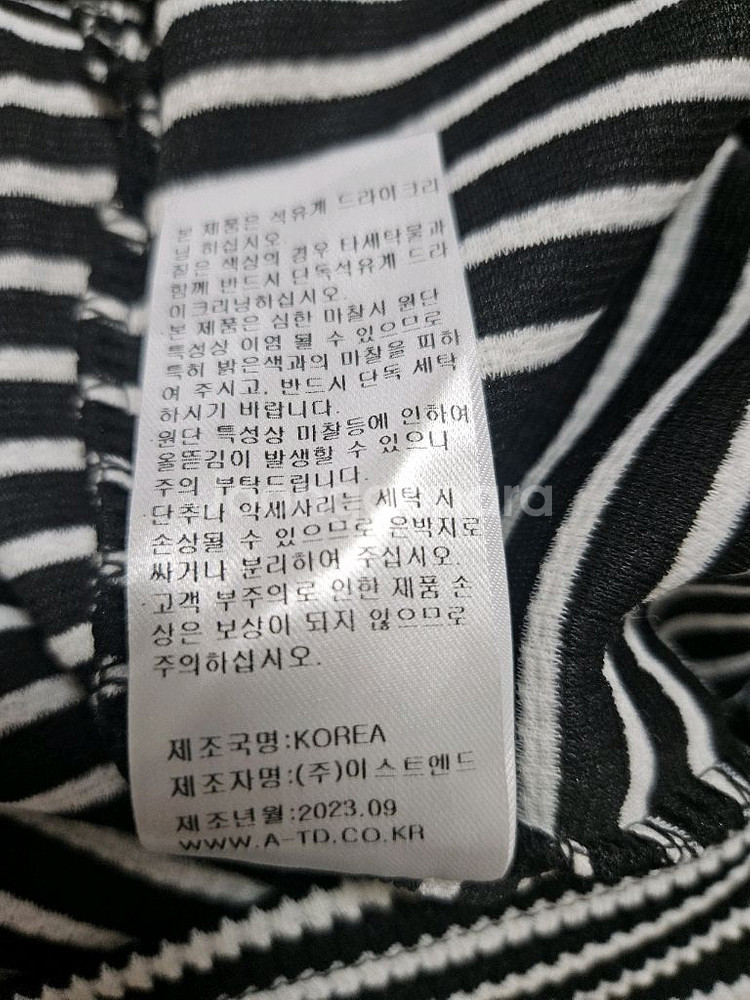 본 제품은 석유계 드라이크리
닝 하십시오.
짙은 색상의 경우 타세탁물과
함께 반드시 단독석유계 드라
이크리닝하십시오.
본 제품은 심한 마찰시 원단
특성상 이염 될 수 있으므로
특히 밝은색과의 마찰을 피하
여 주시고, 반드시 단독 세탁
하시기 바랍니다.
원단 특성상 마찰등에 인하여
올뜯김이 발생할 수 있으니
주의 부탁드립니다.
단추나 악세사리는 세탁 시
손상될 수 있으므로 은박지로
싸거나 분리하여 주십시오.
고객 부주의로 인한 제품 손
상은 보상이 되지 않으므로
주의하십시오.
제조국명:KOREA
제조자명:(주)이스트엔드
제조년월:2023.09
WWW.A-TD.CO.KR